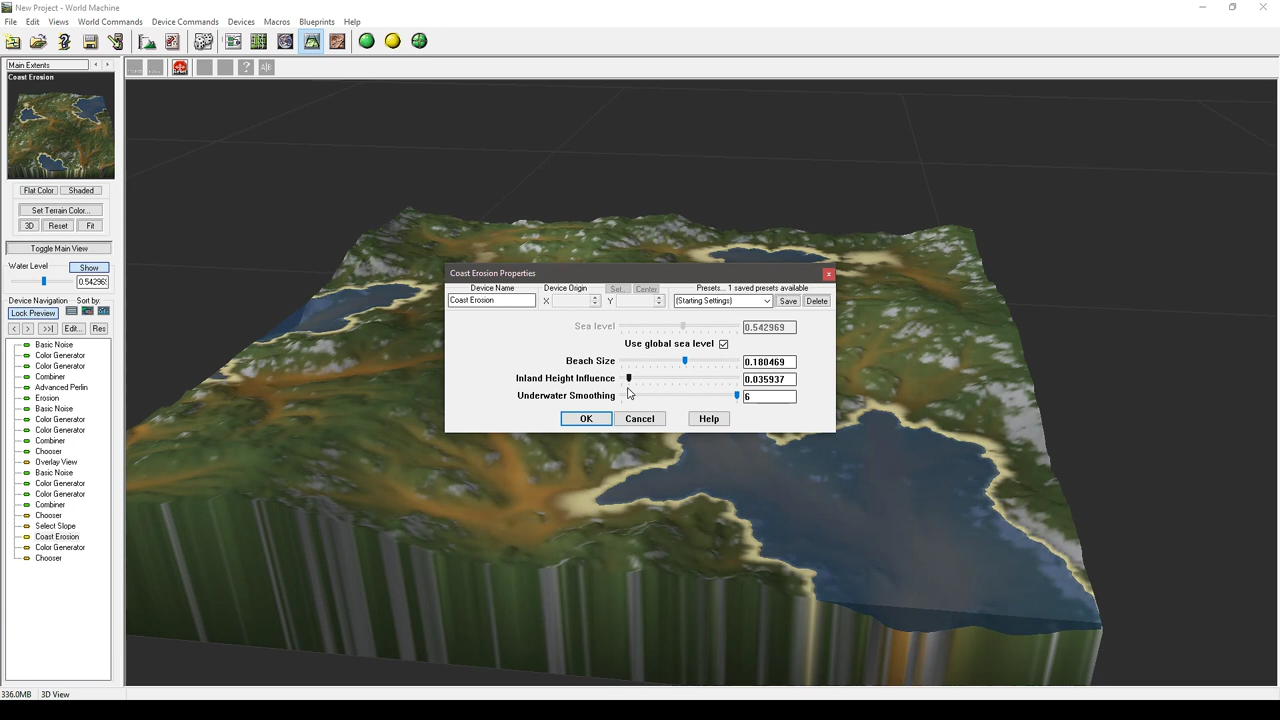 New Project - World Machine
File Edit Views World Commands Device Commands Devices Macros Blueprints Help
Main Extents
Coast Erosion
Flat Color Shaded
Set Terrain Color...
3D Reset Fit
Toggle Main View
Water Level Show
0.54296
Device Navigation Sort by:
Lock Preview
< > >>| Edit... Res
Basic Noise
Color Generator
Color Generator
Combiner
Advanced Perlin
Erosion
Basic Noise
Color Generator
Color Generator
Combiner
Chooser
Overlay View
Basic Noise
Color Generator
Color Generator
Combiner
Chooser
Select Slope
Coast Erosion
Color Generator
Chooser
336.0MB 3D View
? A|B
Coast Erosion Properties
Device Name Device Origin Set.. Center Presets... 1 saved presets available
Coast Erosion X Y (Starting Settings) Save Delete
Sea level 0.542969
Use global sea level
Beach Size 0.180469
Inland Height Influence 0.035937
Underwater Smoothing 6
OK Cancel Help